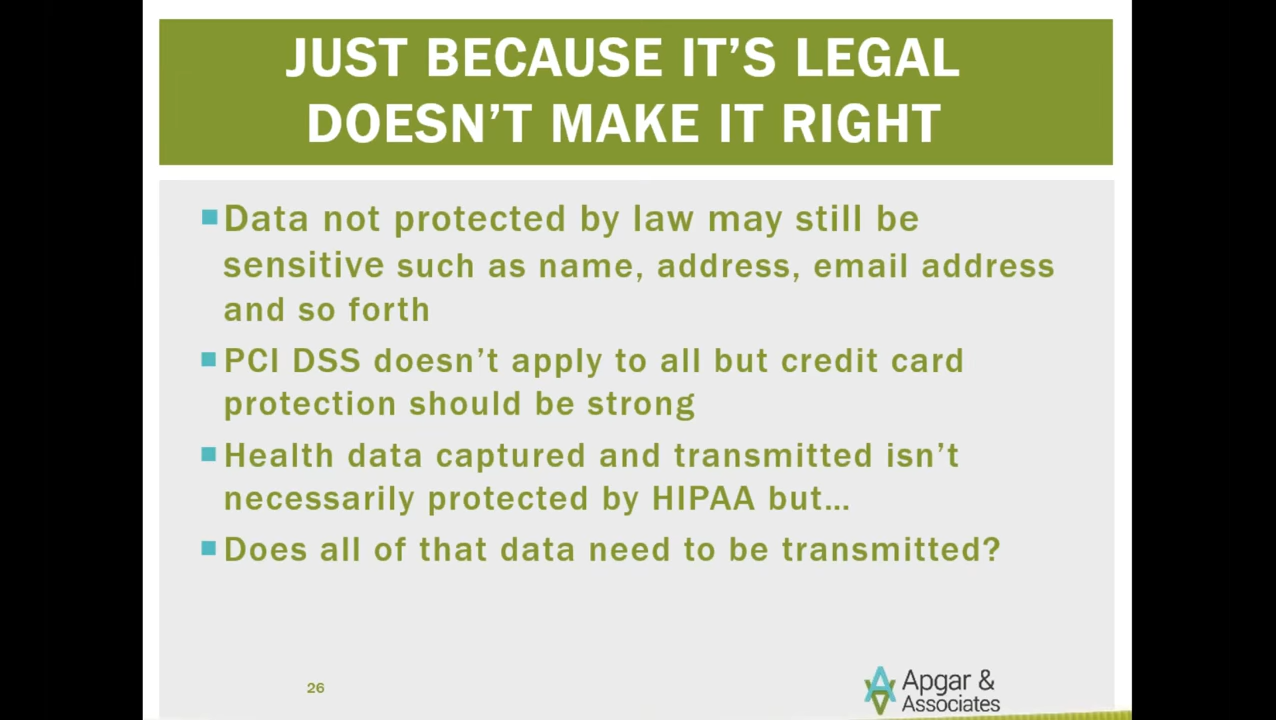 JUST BECAUSE IT’S LEGAL
DOESN’T MAKE IT RIGHT
Data not protected by law may still be
sensitive such as name, address, email address
and so forth
PCI DSS doesn’t apply to all but credit card
protection should be strong
Health data captured and transmitted isn’t
necessarily protected by HIPAA but…
Does all of that data need to be transmitted?
26
Apgar &
Associates